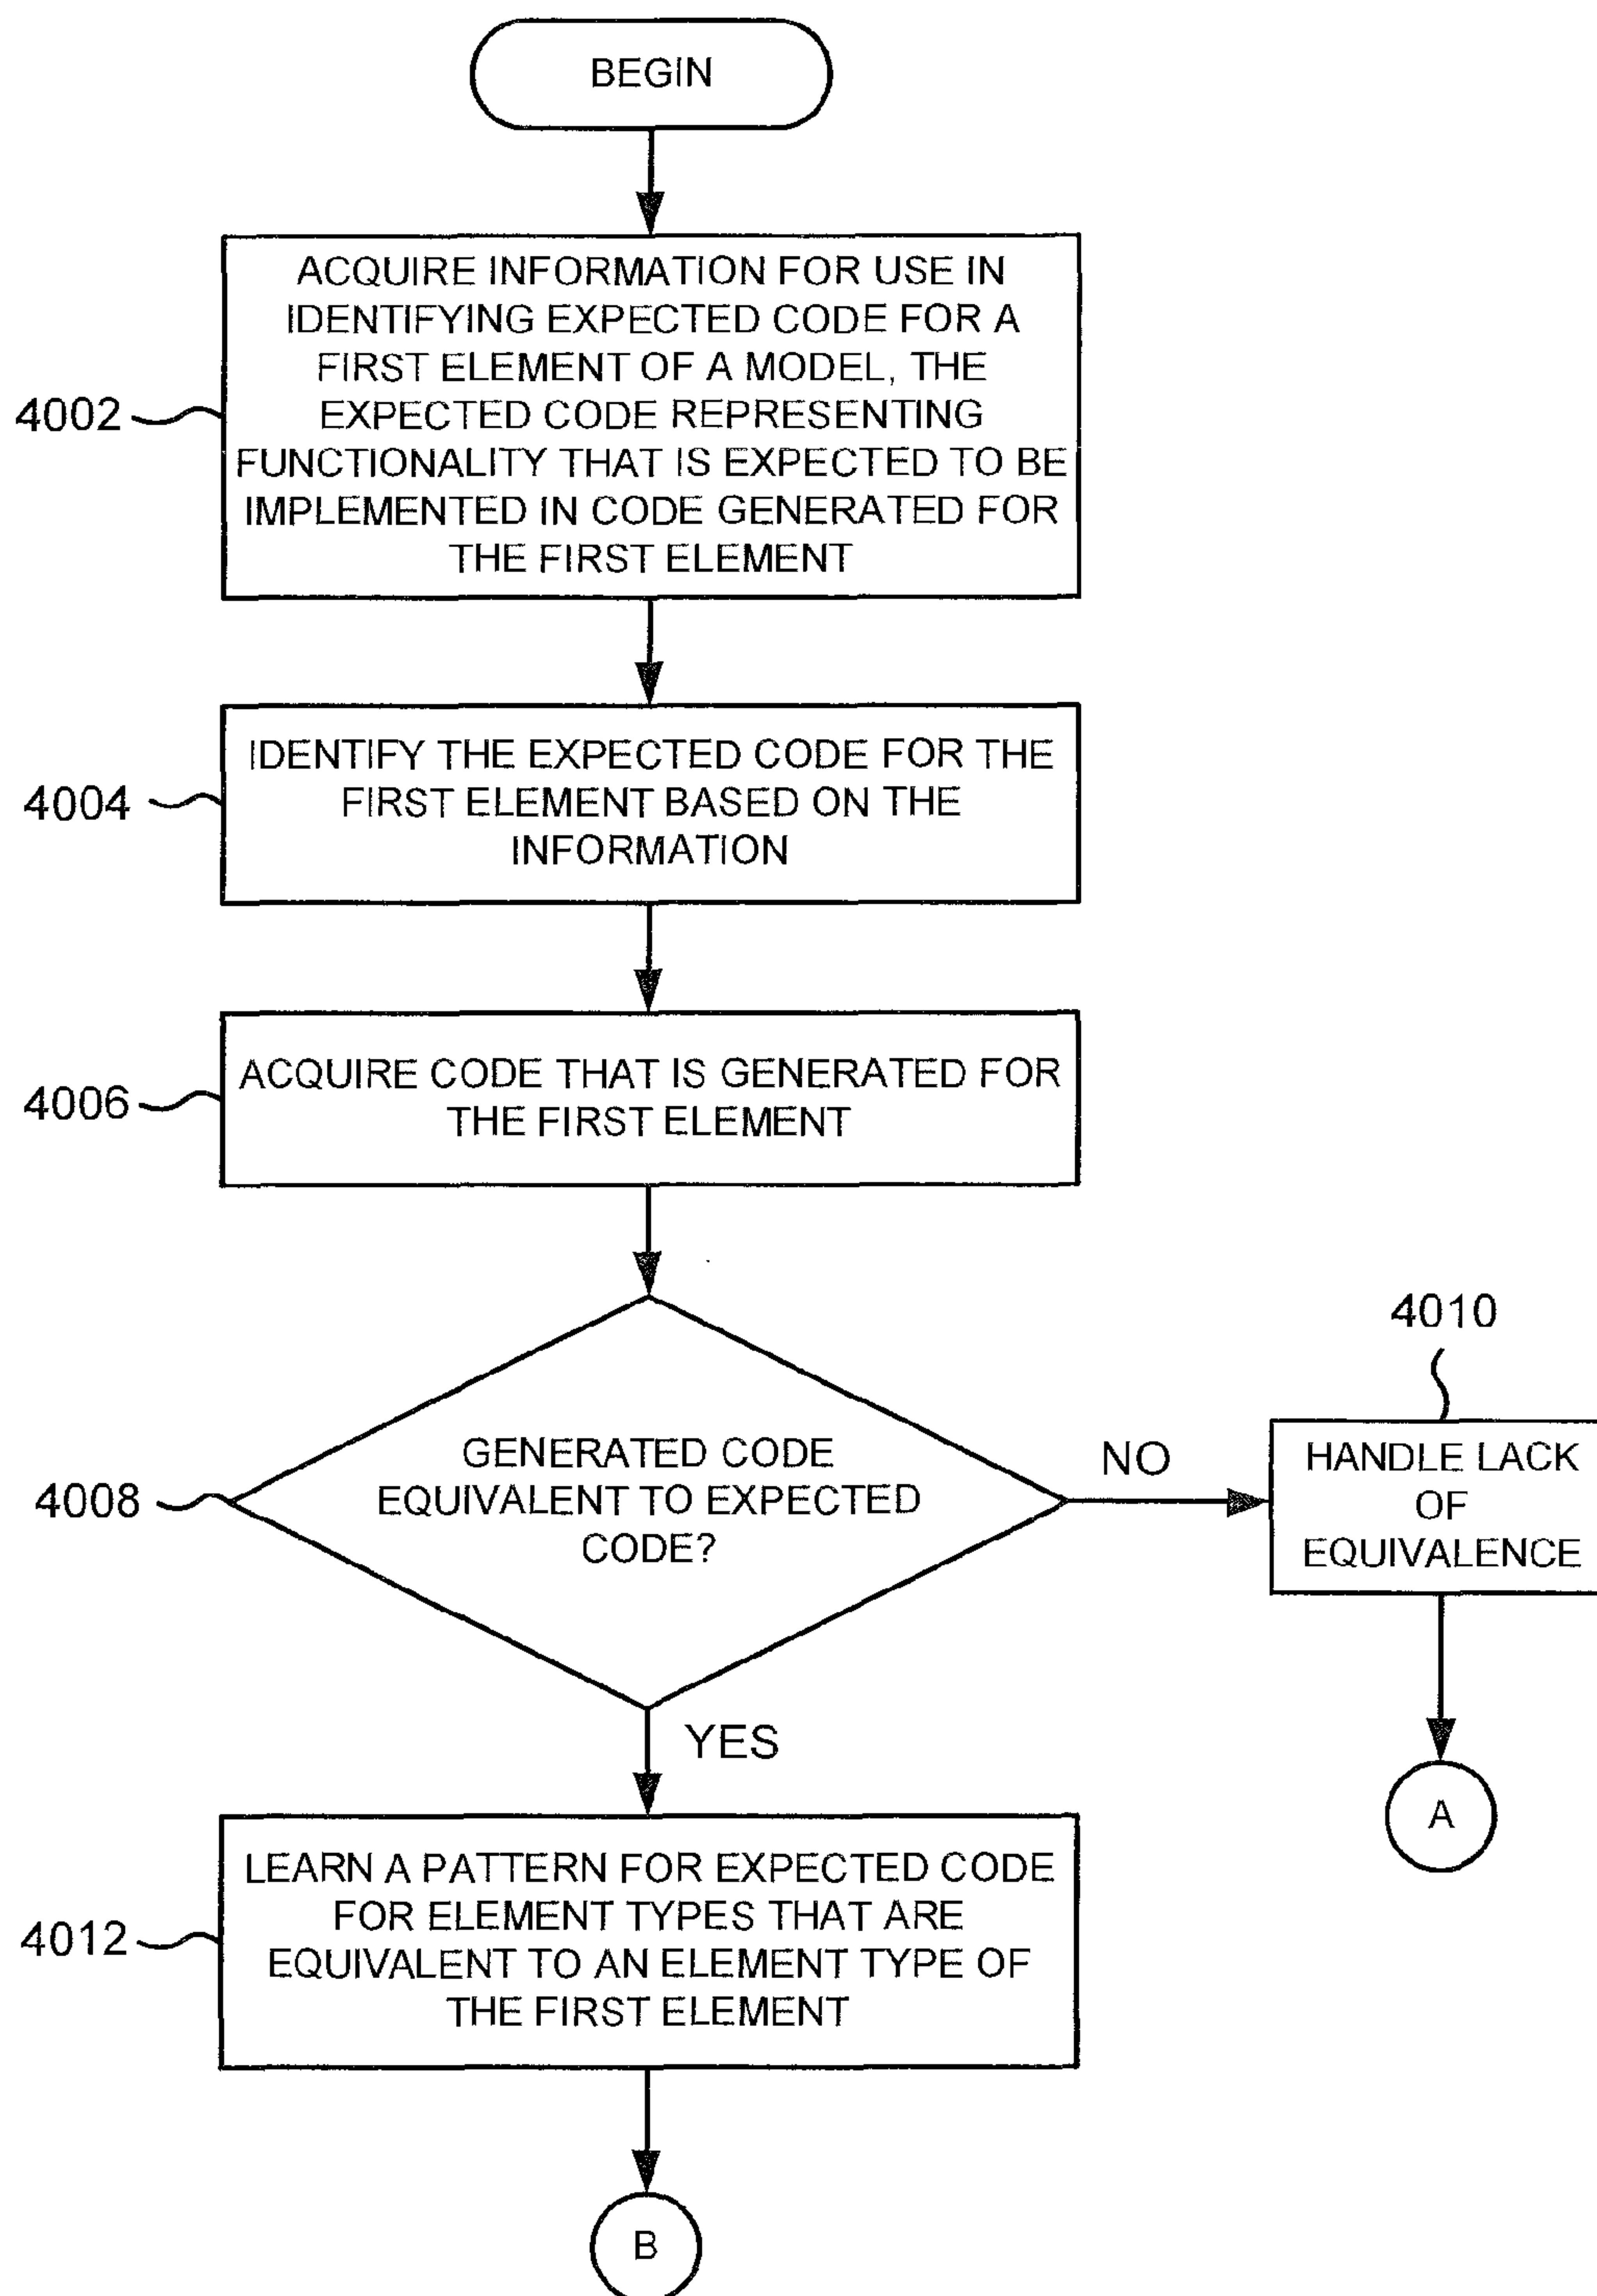 BEGIN
4002
ACQUIRE INFORMATION FOR USE IN
IDENTIFYING EXPECTED CODE FOR A
FIRST ELEMENT OF A MODEL, THE
EXPECTED CODE REPRESENTING
FUNCTIONALITY THAT IS EXPECTED TO BE
IMPLEMENTED IN CODE GENERATED FOR
THE FIRST ELEMENT
4004
IDENTIFY THE EXPECTED CODE FOR THE
FIRST ELEMENT BASED ON THE
INFORMATION
4006
ACQUIRE CODE THAT IS GENERATED FOR
THE FIRST ELEMENT
4008
GENERATED CODE
EQUIVALENT TO EXPECTED
CODE?
NO
4010
HANDLE LACK
OF
EQUIVALENCE
A
YES
4012
LEARN A PATTERN FOR EXPECTED CODE
FOR ELEMENT TYPES THAT ARE
EQUIVALENT TO AN ELEMENT TYPE OF
THE FIRST ELEMENT
B